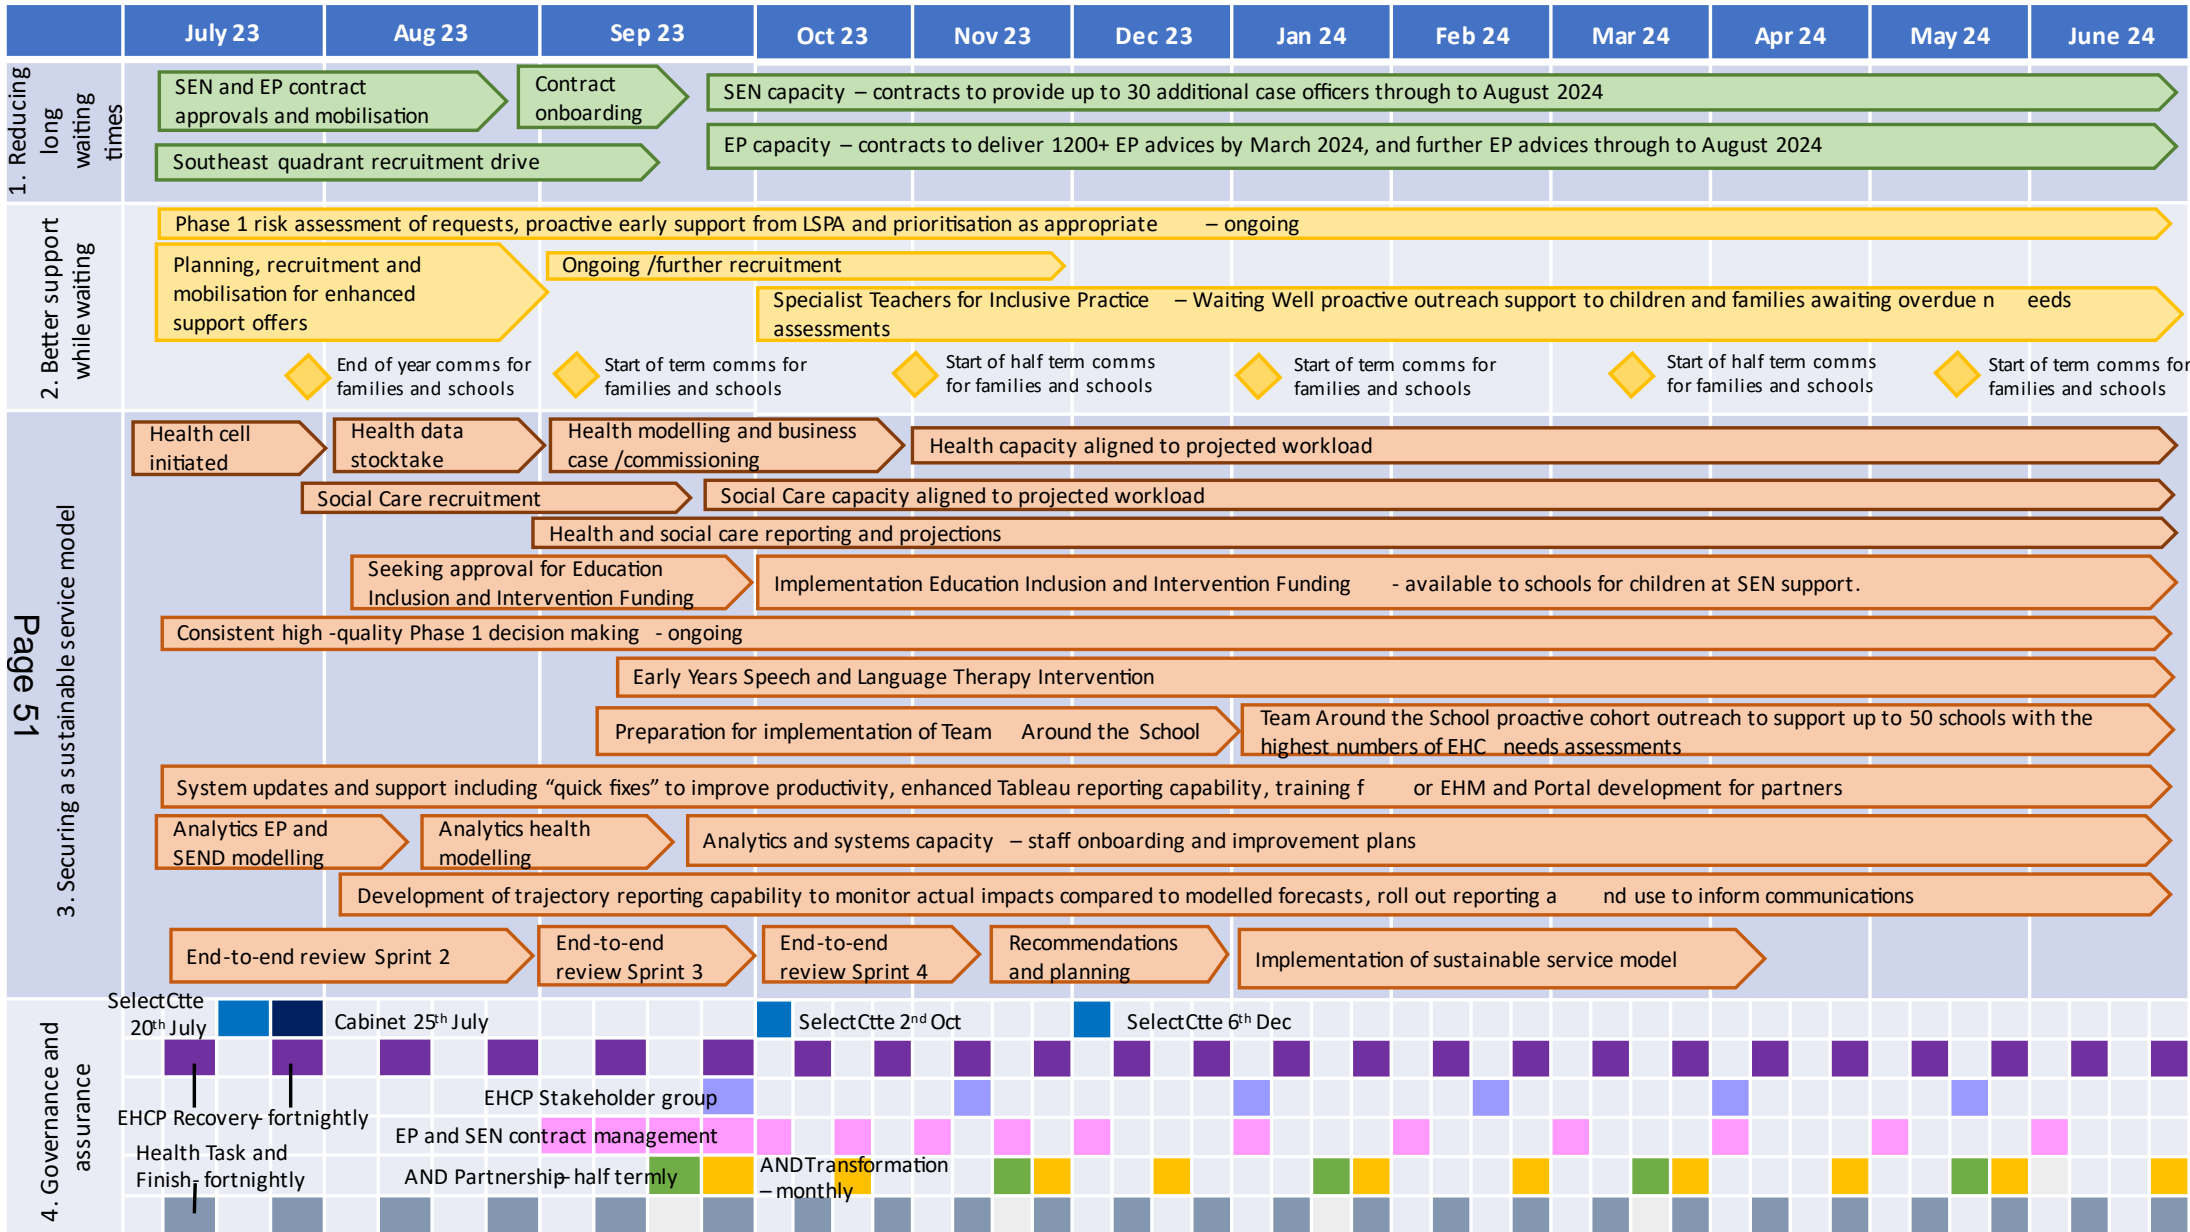 July 23
Aug 23
Sep 23
Oct 23
Nov 23
Dec 23
Jan 24
Feb 24
Mar 24
Apr 24
May 24
June 24
1. Reducing
long
waiting
times
SEN and EP contract
approvals and mobilisation
Contract
onboarding
SEN capacity – contracts to provide up to 30 additional case officers through to August 2024
EP capacity – contracts to deliver 1200+ EP advices by March 2024, and further EP advices through to August 2024
Southeast quadrant recruitment drive
2. Better support
while waiting
Phase 1 risk assessment of requests, proactive early support from LSPA and prioritisation as appropriate – ongoing
Planning, recruitment and
mobilisation for enhanced
support offers
Ongoing /further recruitment
Specialist Teachers for Inclusive Practice – Waiting Well proactive outreach support to children and families awaiting overdue n eeds
assessments
End of year comms for
families and schools
Start of term comms for
families and schools
Start of half term comms
for families and schools
Start of term comms for
families and schools
Start of half term comms
for families and schools
Start of term comms for
families and schools
Page 51
3. Securing a sustainable service model
Health cell
initiated
Health data
stocktake
Health modelling and business
case /commissioning
Health capacity aligned to projected workload
Social Care recruitment
Social Care capacity aligned to projected workload
Health and social care reporting and projections
Seeking approval for Education
Inclusion and Intervention Funding
Implementation Education Inclusion and Intervention Funding - available to schools for children at SEN support.
Consistent high -quality Phase 1 decision making - ongoing
Early Years Speech and Language Therapy Intervention
Preparation for implementation of Team Around the School
Team Around the School proactive cohort outreach to support up to 50 schools with the
highest numbers of EHC needs assessments
System updates and support including “quick fixes” to improve productivity, enhanced Tableau reporting capability, training f or EHM and Portal development for partners
Analytics EP and
SEND modelling
Analytics health
modelling
Analytics and systems capacity – staff onboarding and improvement plans
Development of trajectory reporting capability to monitor actual impacts compared to modelled forecasts, roll out reporting a nd use to inform communications
End-to-end review Sprint 2
End-to-end
review Sprint 3
End-to-end
review Sprint 4
Recommendations
and planning
Implementation of sustainable service model
4. Governance and
assurance
SelectCtte
20th July
Cabinet 25th July
SelectCtte 2nd Oct
SelectCtte 6th Dec
EHCP Stakeholder group
EHCP Recovery- fortnightly
EP and SEN contract management
Health Task and
Finish- fortnightly
AND Partnership- half termly
AND Transformation
– monthly